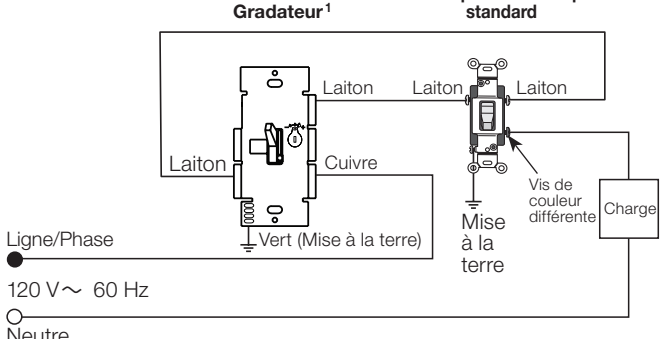 Gradateur¹
standard
Laiton
Laiton
Laiton
Laiton
Cuivre
Vis de
couleur
différente
Charge
Mise
à la
terre
Ligne/Phase
Vert (Mise à la terre)
120 V～ 60 Hz
Neutre